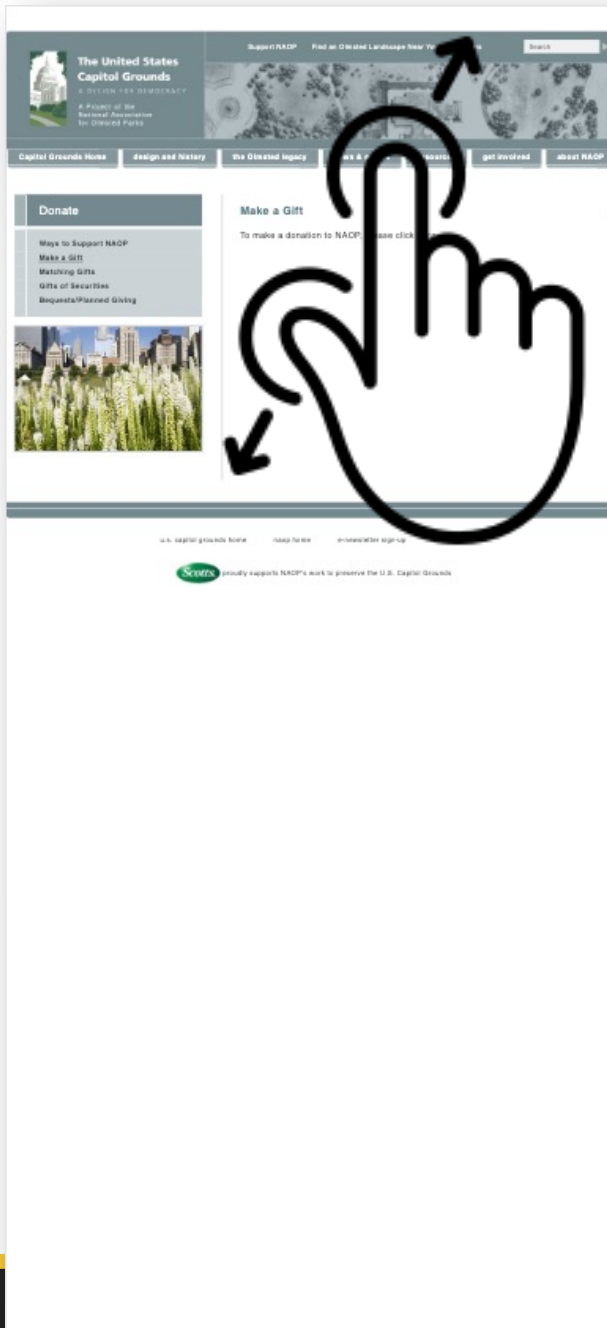 The United States
Capitol Grounds
A DESIGN FOR DEMOCRACY
A Project of the
National Association
for Olmsted Parks
Support NAOP
Find an Olmsted Landscape Near
Search
Capitol Grounds Home
design and history
the Olmsted legacy
get involved
about NAOP
Donate
Ways to Support NAOP
Make a Gift
Matching Gifts
Gifts of Securities
Bequests/Planned Giving
Make a Gift
To make a donation to NAOP, click
u.s. capitol grounds home
naop home
e-newsletter sign-up
Scotts
proudly supports NAOP's work to preserve the U.S. Capitol Grounds